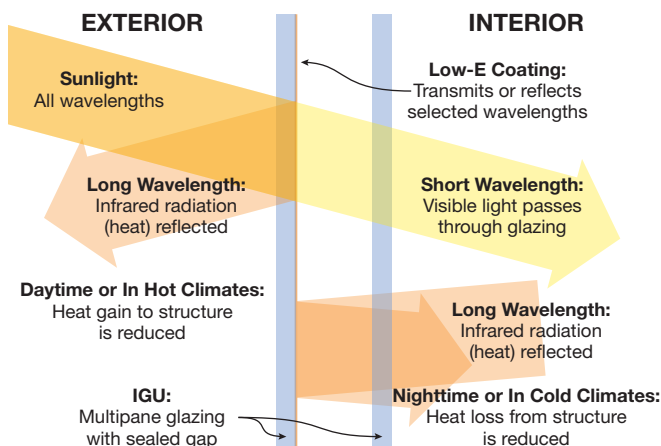 EXTERIOR
INTERIOR
Sunlight:
All wavelengths
Low-E Coating:
Transmits or reflects
selected wavelengths
Long Wavelength:
Infrared radiation
(heat) reflected
Short Wavelength:
Visible light passes
through glazing
Daytime or In Hot Climates:
Heat gain to structure
is reduced
Long Wavelength:
Infrared radiation
(heat) reflected
IGU:
Multipane glazing
with sealed gap
Nighttime or In Cold Climates:
Heat loss from structure
is reduced